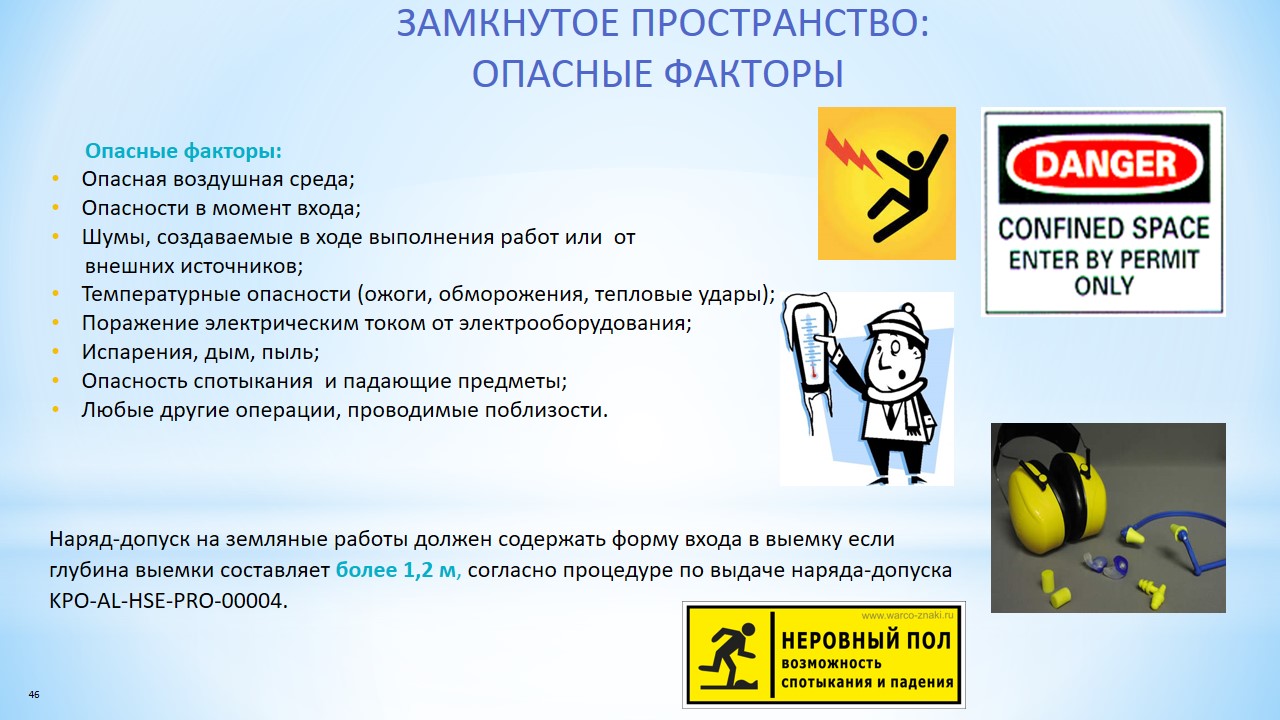 ЗАМКНУТОЕ ПРОСТРАНСТВО:
ОПАСНЫЕ ФАКТОРЫ
Опасные факторы:
• Опасная воздушная среда;
• Опасности в момент входа;
• Шумы, создаваемые в ходе выполнения работ или от
внешних источников;
• Температурные опасности (ожоги, обморожения, тепловые удары);
• Поражение электрическим током от электрооборудования;
• Испарения, дым, пыль;
• Опасность спотыкания и падающие предметы;
• Любые другие операции, проводимые поблизости.
DANGER
CONFINED SPACE
ENTER BY PERMIT
ONLY
Наряд-допуск на земляные работы должен содержать форму входа в выемку если
глубина выемки составляет более 1,2 м, согласно процедуре по выдаче наряда-допуска
KPO-AL-HSE-PRO-00004.
www.warco-znaki.ru
НЕРОВНЫЙ ПОЛ
ВОЗМОЖНОСТЬ
СПОТЫКАНИЯ И ПАДЕНИЯ
46